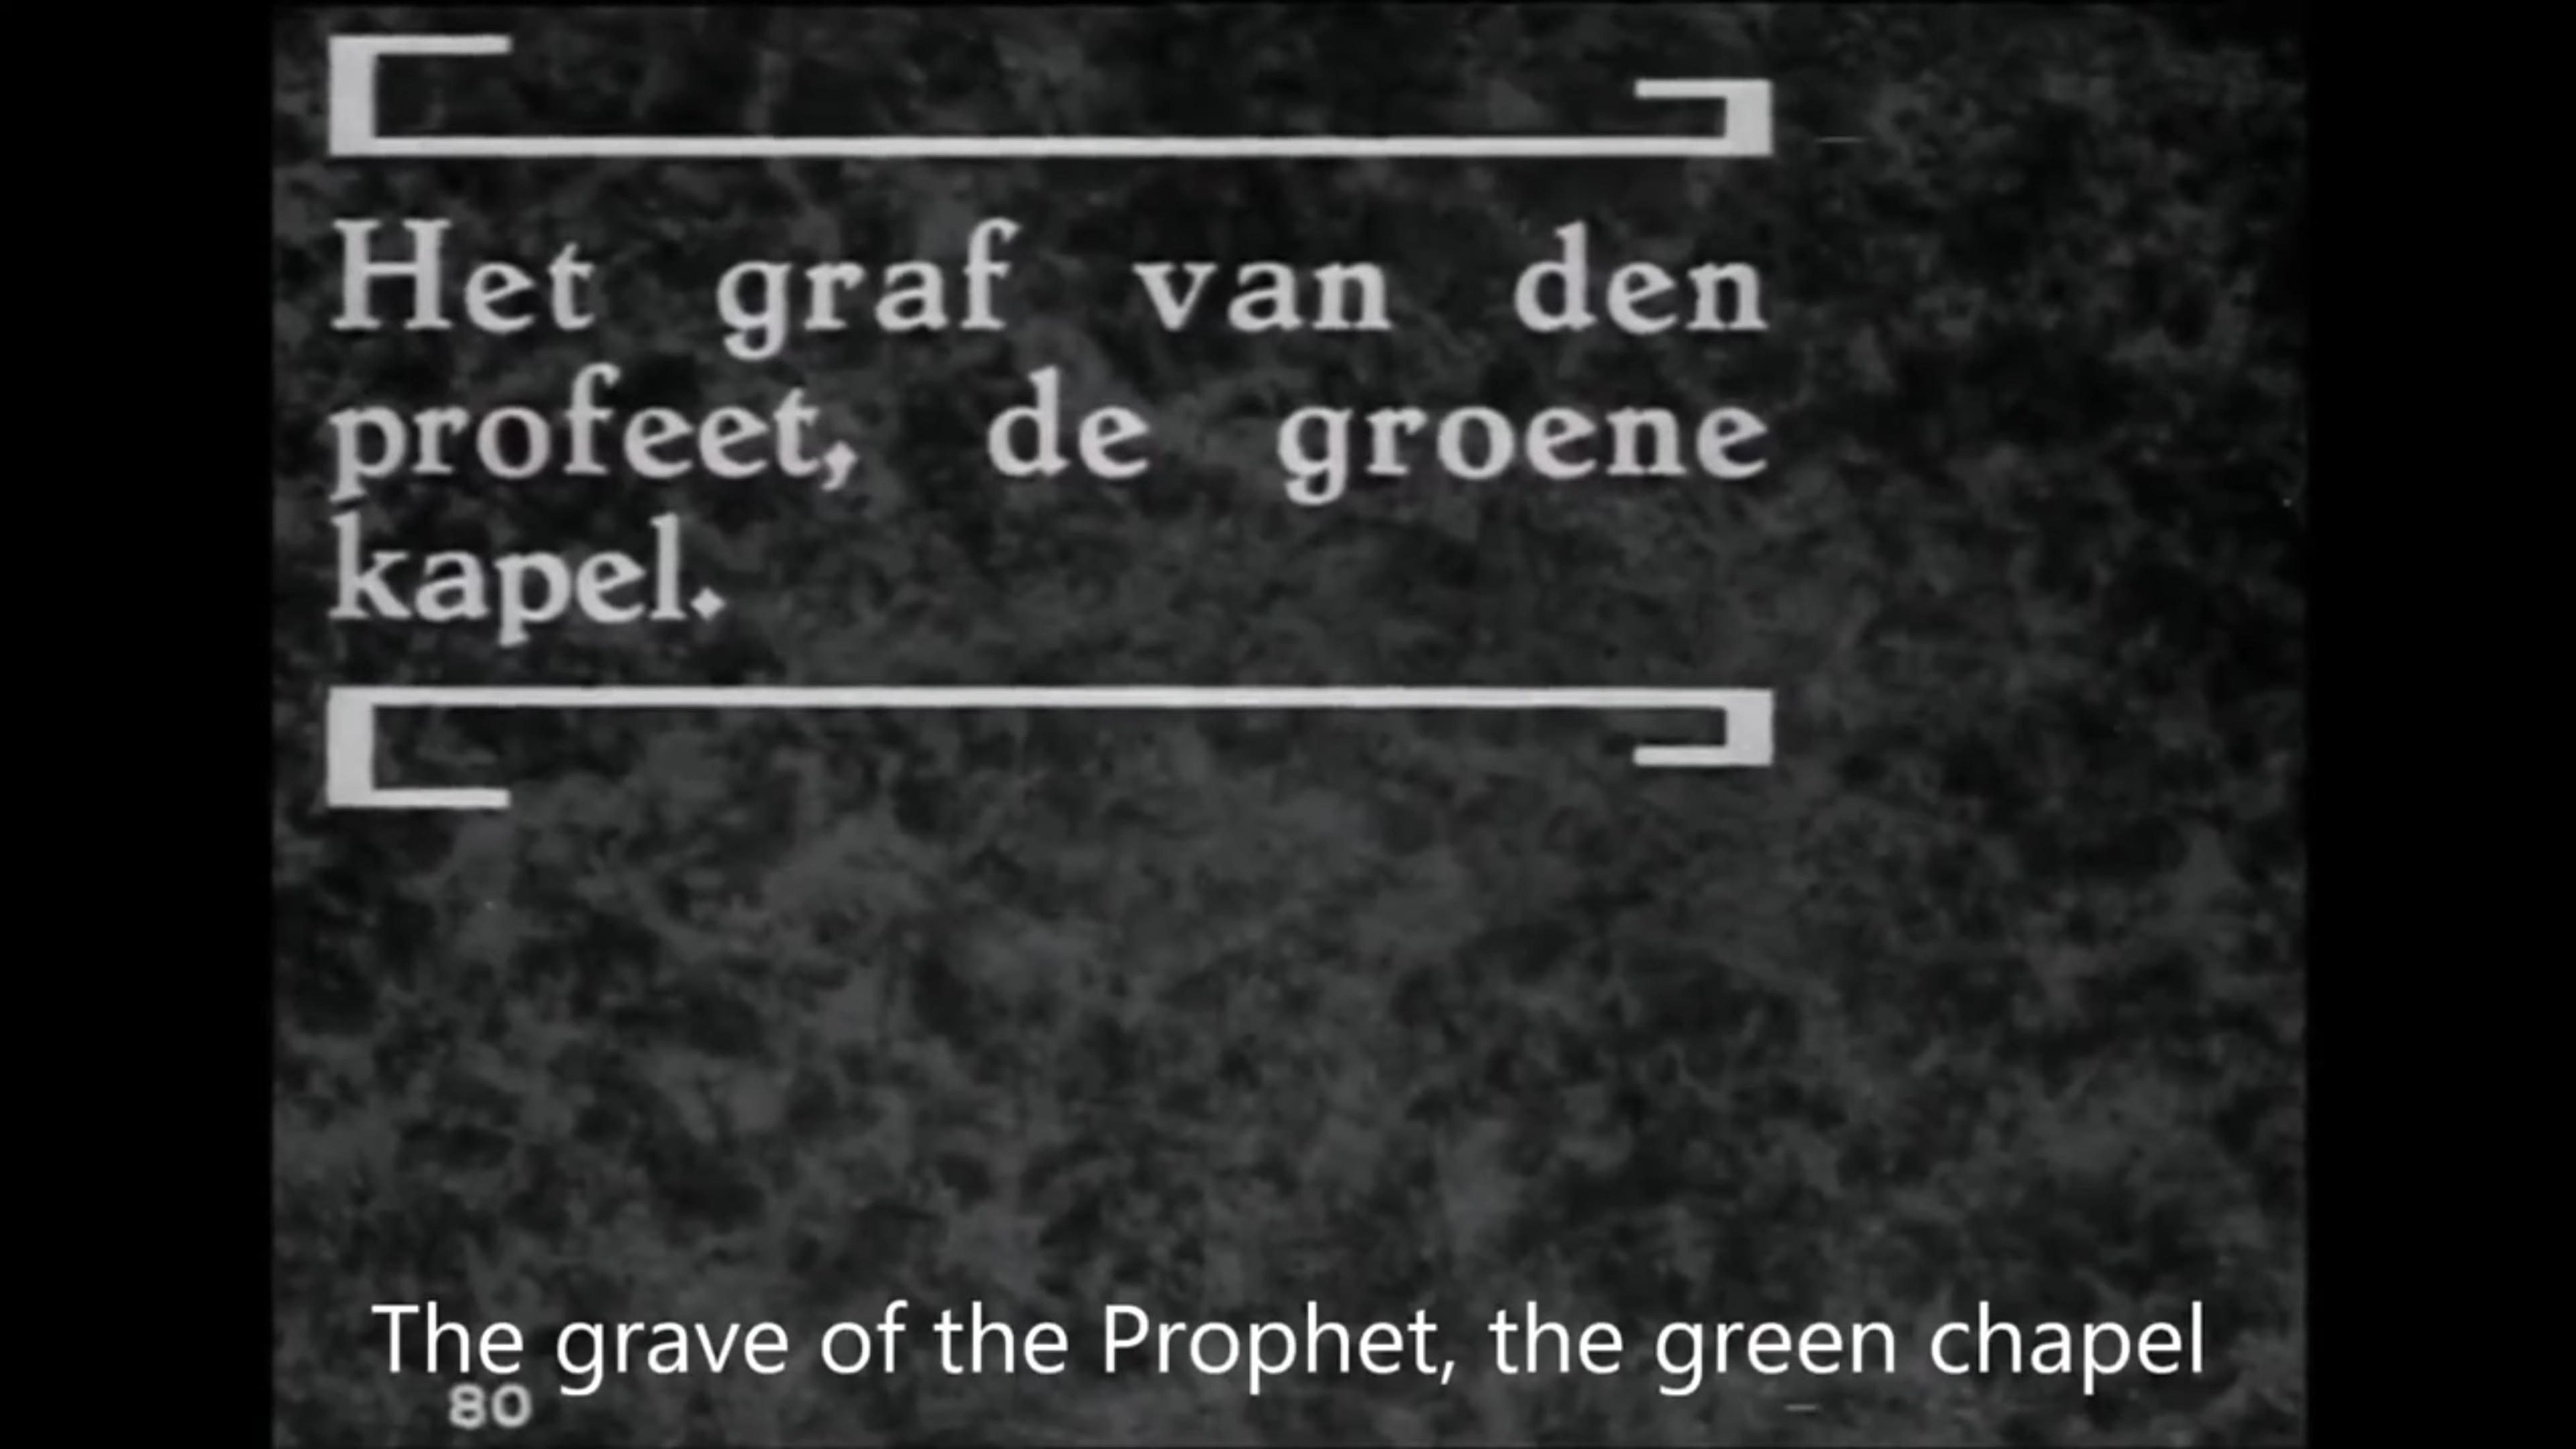 Het graf van den
profeet, de groene
kapel.
The grave of the Prophet, the green chapel
80